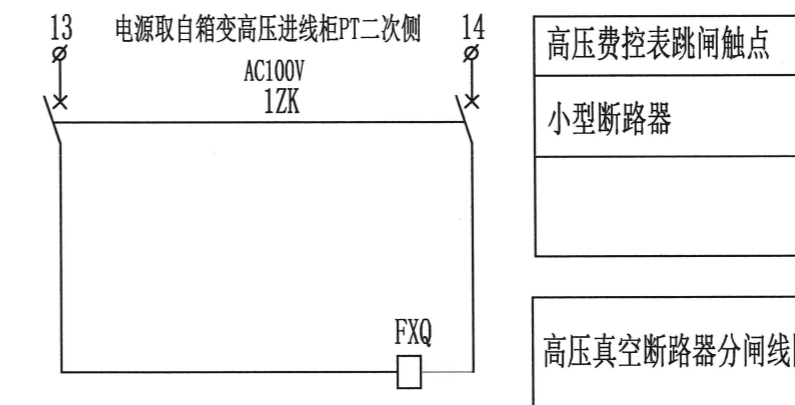 13 电源取自箱变高压进线柜PT二次侧 14
AC100V
1ZK
FXQ
高压费控表跳闸触点
小型断路器
高压真空断路器分闸线